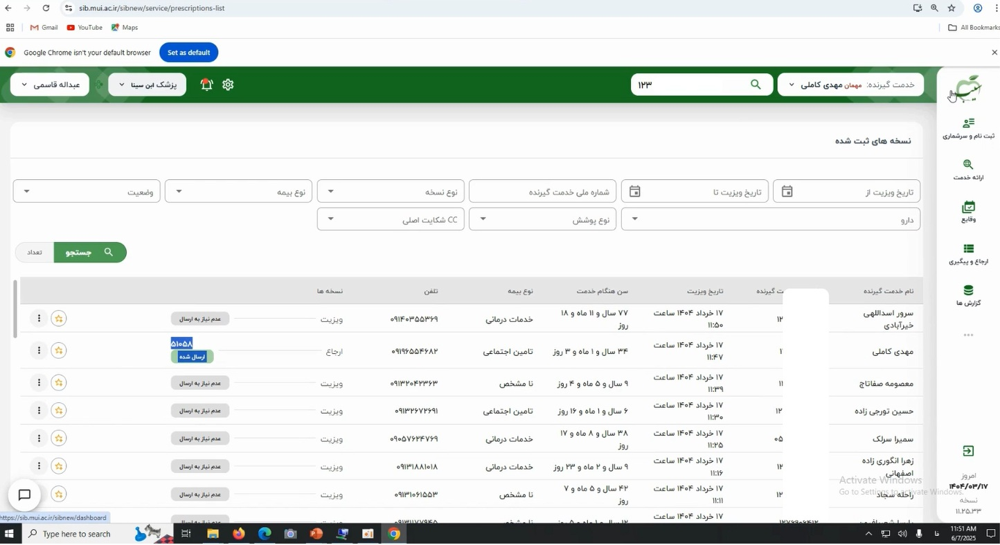 sib.mui.ac.ir/sibnew/service/prescriptions-list
Gmail YouTube Maps All Bookmarks
Google Chrome isn't your default browser Set as default
خدمت گیرنده: مهمان مهدی کاملی
۱۲۳
پزشک ابن سینا
عبداله قاسمی
سیب
ثبت نام و سرشماری
ارائه خدمت
وقایع
ارجاع و پیگیری
گزارش ها
امروز
۱۴۰۴/۰۳/۱۷
نسخه
۱۱.۲۵.۳۳
نسخه های ثبت شده
تاریخ ویزیت از تاریخ ویزیت تا شماره ملی خدمت گیرنده نوع نسخه نوع بیمه وضعیت
دارو نوع پوشش CC شکایت اصلی
جستجو تعداد
نام خدمت گیرنده ت گیرنده تاریخ ویزیت سن هنگام خدمت نوع بیمه تلفن نسخه ها
سرور اسداللهی خیرآبادی ۱۲ ۱۷ خرداد ۱۴۰۴ ساعت ۱۱:۵۰ ۷۷ سال و ۱۱ ماه و ۱۸ روز خدمات درمانی ۰۹۱۴۰۳۵۵۳۶۹ ویزیت عدم نیاز به ارسال
مهدی کاملی ۱ ۱۷ خرداد ۱۴۰۴ ساعت ۱۱:۴۷ ۳۴ سال و ۱ ماه و ۳ روز تامین اجتماعی ۰۹۱۹۶۵۵۴۶۸۲ ارجاع ۵۱۰۵۸ ارسال شده
معصومه صفاتاج ۱۱ ۱۷ خرداد ۱۴۰۴ ساعت ۱۱:۳۹ ۹ سال و ۵ ماه و ۴ روز نا مشخص ۰۹۱۳۲۰۴۲۳۶۳ ویزیت عدم نیاز به ارسال
حسین تورجی زاده ۱۲ ۱۷ خرداد ۱۴۰۴ ساعت ۱۱:۳۰ ۶ سال و ۱ ماه و ۱۶ روز تامین اجتماعی ۰۹۱۳۲۶۷۲۶۹۱ ویزیت عدم نیاز به ارسال
سمیرا سرلک ۰۵ ۱۷ خرداد ۱۴۰۴ ساعت ۱۱:۲۵ ۳۸ سال و ۸ ماه و ۱۷ روز خدمات درمانی ۰۹۰۵۷۶۲۴۷۶۹ ویزیت عدم نیاز به ارسال
زهرا انگوری زاده اصفهانی ۱۲ ۱۷ خرداد ۱۴۰۴ ساعت ۱۱:۱۶ ۹ سال و ۲ ماه و ۲۳ روز خدمات درمانی ۰۹۱۳۱۸۸۱۰۱۸ ویزیت عدم نیاز به ارسال
راحله سجاد ۱۲ ۱۷ خرداد ۱۴۰۴ ساعت ۱۱:۱۱ ۴۲ سال و ۵ ماه و ۷ روز نا مشخص ۰۹۱۳۱۰۶۱۵۵۳ ویزیت عدم نیاز به ارسال
۱۷ خرداد ۱۴۰۴ ساعت
Activate Windows
Go to Settings to activate Windows.
https://sib.mui.ac.ir/sibnew/dashboard
Type here to search
فا
11:51 AM
6/7/2025